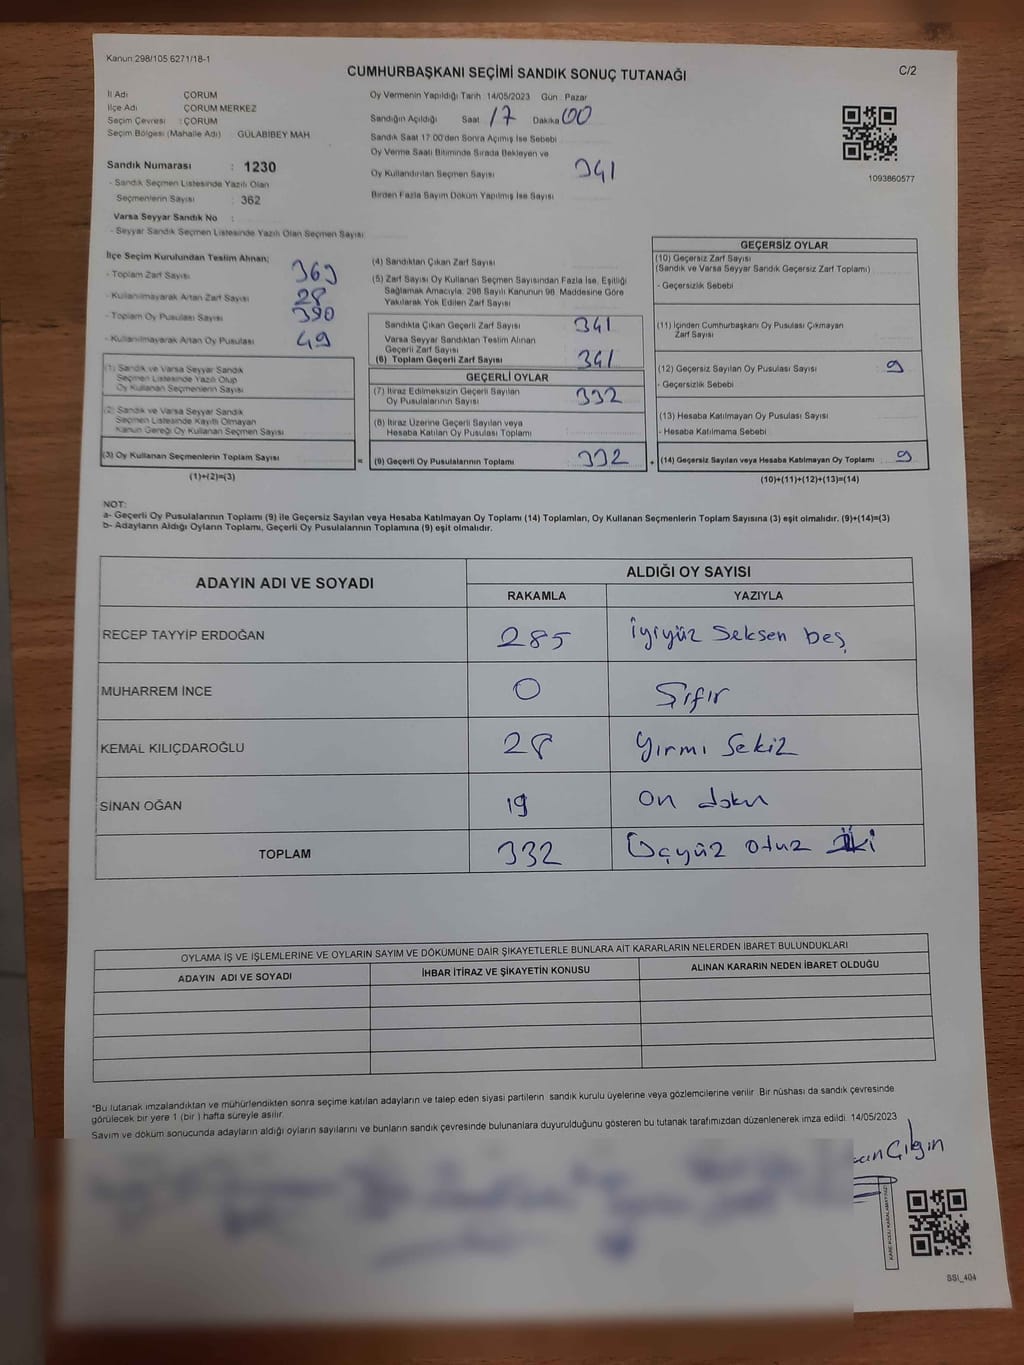 Kanun:298/105 6271/18-1
C/2
CUMHURBAŞKANI SEÇİMİ SANDIK SONUÇ TUTANAĞI
İl Adı ÇORUM
İlçe Adı ÇORUM MERKEZ
Seçim Çevresi : ÇORUM
Seçim Bölgesi (Mahalle Adı) GÜLABİBEY MAH
Sandık Numarası : 1230
- Sandık Seçmen Listesinde Yazılı Olan
Seçmenlerin Sayısı : 362
Varsa Seyyar Sandık No :
- Seyyar Sandık Seçmen Listesinde Yazılı Olan Seçmen Sayısı
Oy Vermenin Yapıldığı Tarih 14/05/2023 Gün : Pazar
Sandığın Açıldığı Saat 17 Dakika 00
Sandık Saat 17:00'den Sonra Açımış İse Sebebi
Oy Verme Saati Bitiminde Sırada Bekleyen ve
Oy Kullandırılan Seçmen Sayısı 341
Birden Fazla Sayım Döküm Yapılmış İse Sayısı
1093860577
İlçe Seçim Kurulundan Teslim Alınan;
- Toplam Zarf Sayısı 369
- Kullanılmayarak Artan Zarf Sayısı 28
- Toplam Oy Pusulası Sayısı 390
- Kullanılmayarak Artan Oy Pusulası 49
(1) Sandık ve Varsa Seyyar Sandık
Seçmen Listesinde Yazılı Olup
Oy Kullanan Seçmenlerin Sayısı
(2) Sandık ve Varsa Seyyar Sandık
Seçmen Listesinde Kayıtlı Olmayan
Kanun Gereği Oy Kullanan Seçmen Sayısı
(3) Oy Kullanan Seçmenlerin Toplam Sayısı
(1)+(2)=(3)
(4) Sandıktan Çıkan Zarf Sayısı
(5) Zarf Sayısı Oy Kullanan Seçmen Sayısından Fazla İse, Eşitliği
Sağlamak Amacıyla, 298 Sayılı Kanunun 98. Maddesine Göre
Yakılarak Yok Edilen Zarf Sayısı
Sandıkta Çıkan Geçerli Zarf Sayısı 341
Varsa Seyyar Sandıktan Teslim Alınan
Geçerli Zarf Sayısı
(6) Toplam Geçerli Zarf Sayısı 341
GEÇERLİ OYLAR
(7) İtiraz Edilmeksizin Geçerli Sayılan
Oy Pusulalarının Sayısı 332
(8) İtiraz Üzerine Geçerli Sayılan veya
Hesaba Katılan Oy Pusulası Toplamı
= (9) Geçerli Oy Pusulalarının Toplamı 332 +
GEÇERSİZ OYLAR
(10) Geçersiz Zarf Sayısı
(Sandık ve Varsa Seyyar Sandık Geçersiz Zarf Toplamı)
- Geçersizlik Sebebi
(11) İçinden Cumhurbaşkanı Oy Pusulası Çıkmayan
Zarf Sayısı
(12) Geçersiz Sayılan Oy Pusulası Sayısı 9
- Geçersizlik Sebebi
(13) Hesaba Katılmayan Oy Pusulası Sayısı
- Hesaba Katılmama Sebebi
(14) Geçersiz Sayılan veya Hesaba Katılmayan Oy Toplamı 9
(10)+(11)+(12)+(13)=(14)
NOT:
a- Geçerli Oy Pusulalarının Toplamı (9) ile Geçersiz Sayılan veya Hesaba Katılmayan Oy Toplamı (14) Toplamları, Oy Kullanan Seçmenlerin Toplam Sayısına (3) eşit olmalıdır. (9)+(14)=(3)
b- Adayların Aldığı Oyların Toplamı, Geçerli Oy Pusulalarının Toplamına (9) eşit olmalıdır.
ADAYIN ADI VE SOYADI
ALDIĞI OY SAYISI
RAKAMLA YAZIYLA
RECEP TAYYİP ERDOĞAN 285 İyiyüz Seksen beş
MUHARREM İNCE 0 Sıfır
KEMAL KILIÇDAROĞLU 28 Yirmi Sekiz
SİNAN OĞAN 19 On doku
TOPLAM 332 Üçyüz otuz iki
OYLAMA İŞ VE İŞLEMLERİNE VE OYLARIN SAYIM VE DÖKÜMÜNE DAİR ŞİKAYETLERLE BUNLARA AİT KARARLARIN NELERDEN İBARET BULUNDUKLARI
ADAYIN ADI VE SOYADI İHBAR İTİRAZ VE ŞİKAYETİN KONUSU ALINAN KARARIN NEDEN İBARET OLDUĞU
*Bu tutanak imzalandıktan ve mühürlendikten sonra seçime katılan adayların ve talep eden siyasi partilerin sandık kurulu üyelerine veya gözlemcilerine verilir. Bir nüshası da sandık çevresinde
görülecek bir yere 1 (bir ) hafta süreyle asılır.
Sayım ve döküm sonucunda adayların aldığı oyların sayılarını ve bunların sandık çevresinde bulunanlara duyurulduğunu gösteren bu tutanak tarafımızdan düzenlenerek imza edildi. 14/05/2023
Çılgın
KARE KODU KARALAMAYINIZ
SSI_404